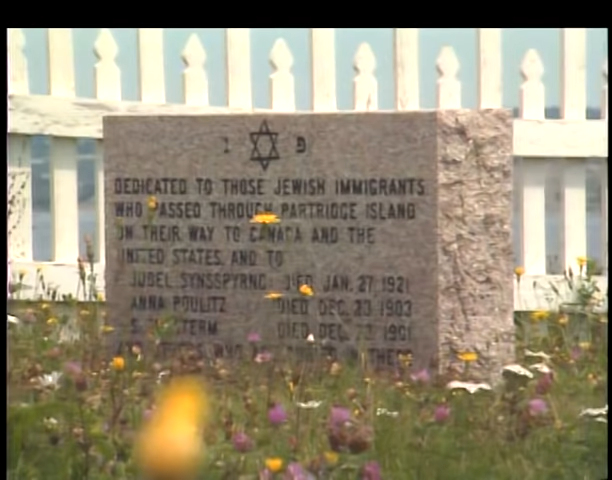 DEDICATED TO THOSE JEWISH IMMIGRANTS
WHO PASSED THROUGH PARTRIDGE ISLAND
ON THEIR WAY TO CANADA AND THE
UNITED STATES, AND TO
DIED JAN. 27 1921
ANNA POULITZ DIED DEC. 23 1903
DIED DEC.
WHO